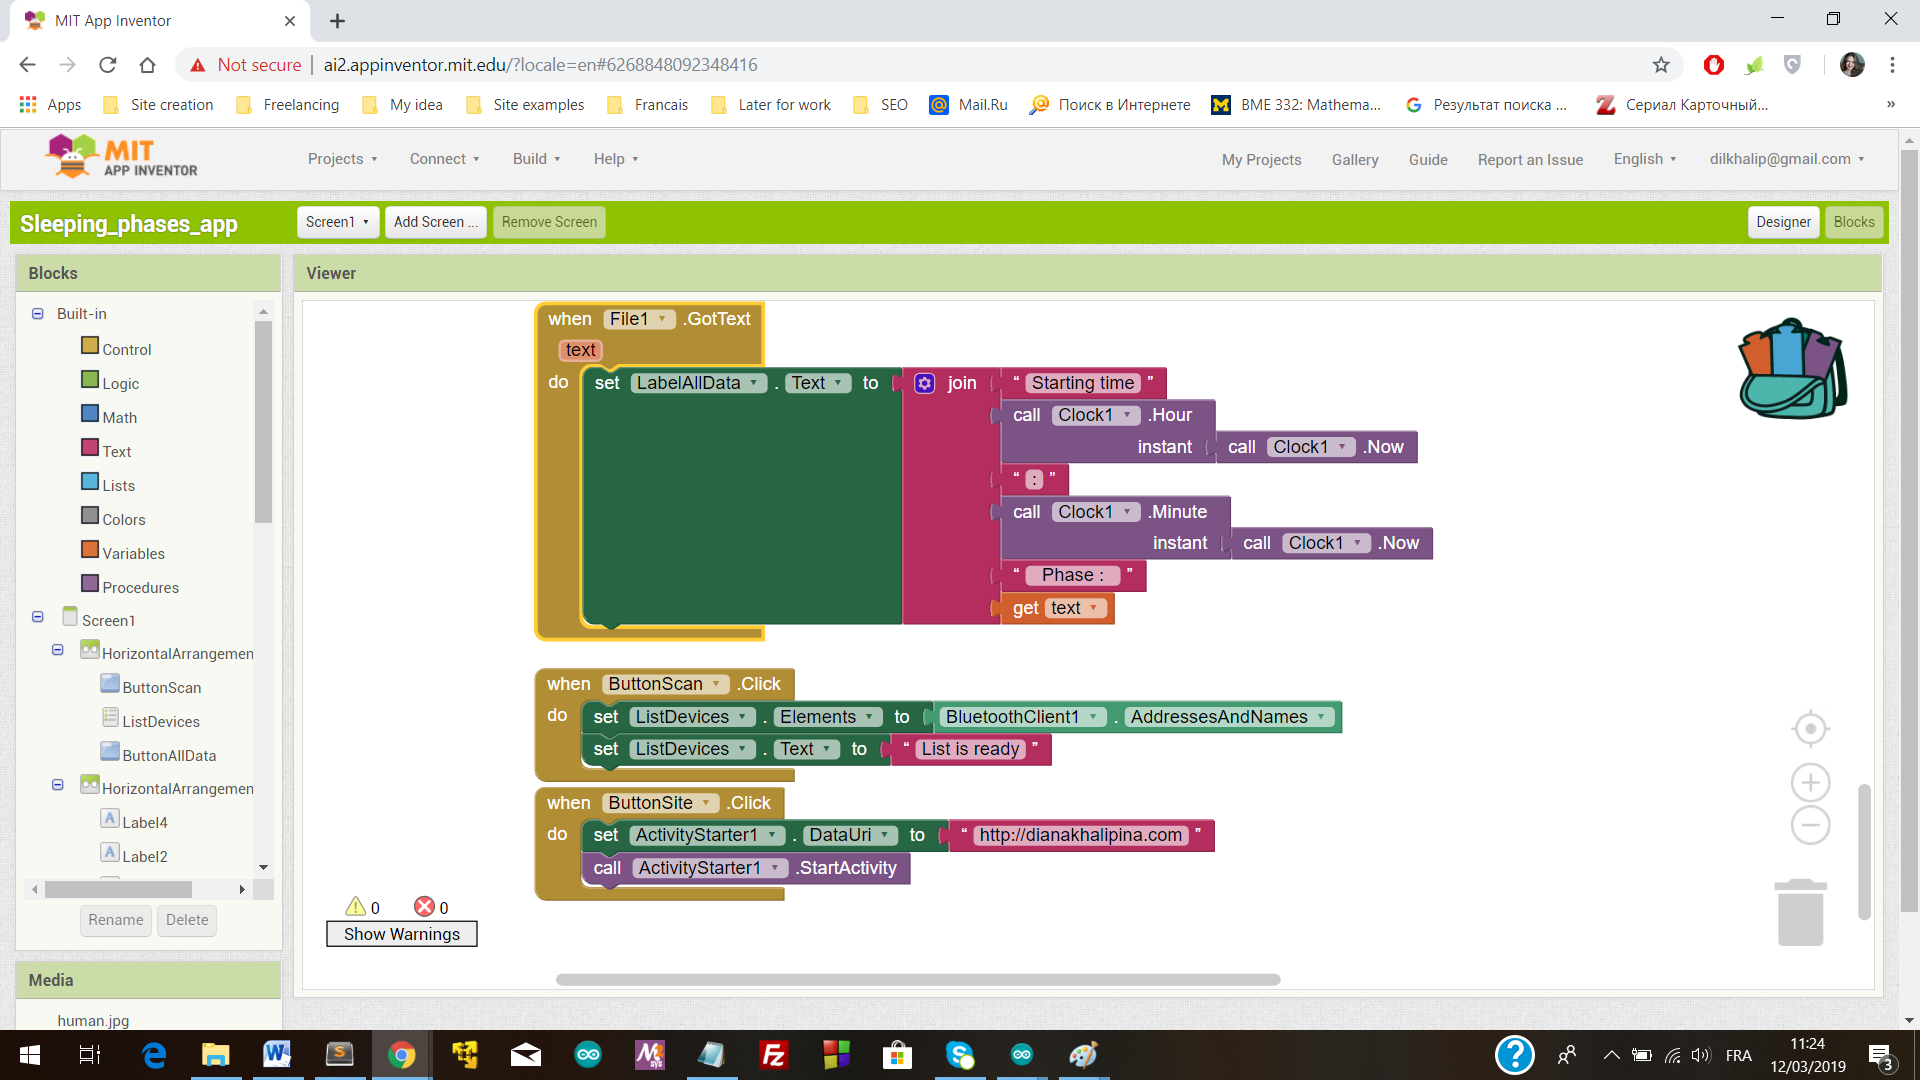 MIT App Inventor
Not secure
ai2.appinventor.mit.edu/?locale=en#6268848092348416
Apps
Site creation
Freelancing
My idea
Site examples
Francais
Later for work
SEO
Mail.Ru
Поиск в Интернете
BME 332: Mathema...
Результат поиска ...
Сериал Карточный...
»
MIT
APP INVENTOR
Projects
Connect
Build
Help
My Projects
Gallery
Guide
Report an Issue
English
dilkhalip@gmail.com
Sleeping_phases_app
Screen1
Add Screen ...
Remove Screen
Designer
Blocks
Blocks
Built-in
Control
Logic
Math
Text
Lists
Colors
Variables
Procedures
Screen1
HorizontalArrangemen
ButtonScan
ListDevices
ButtonAllData
HorizontalArrangemen
Label4
Label2
Rename
Delete
Media
human.jpg
Viewer
when File1 .GotText
text
do set LabelAllData . Text to join “ Starting time ”
call Clock1 .Hour
instant call Clock1 .Now
“ : ”
call Clock1 .Minute
instant call Clock1 .Now
“ Phase : ”
get text
when ButtonScan .Click
do set ListDevices . Elements to BluetoothClient1 . AddressesAndNames
set ListDevices . Text to “ List is ready ”
when ButtonSite .Click
do set ActivityStarter1 . DataUri to “ http://dianakhalipina.com ”
call ActivityStarter1 .StartActivity
0 0
Show Warnings
FRA
11:24
12/03/2019
3